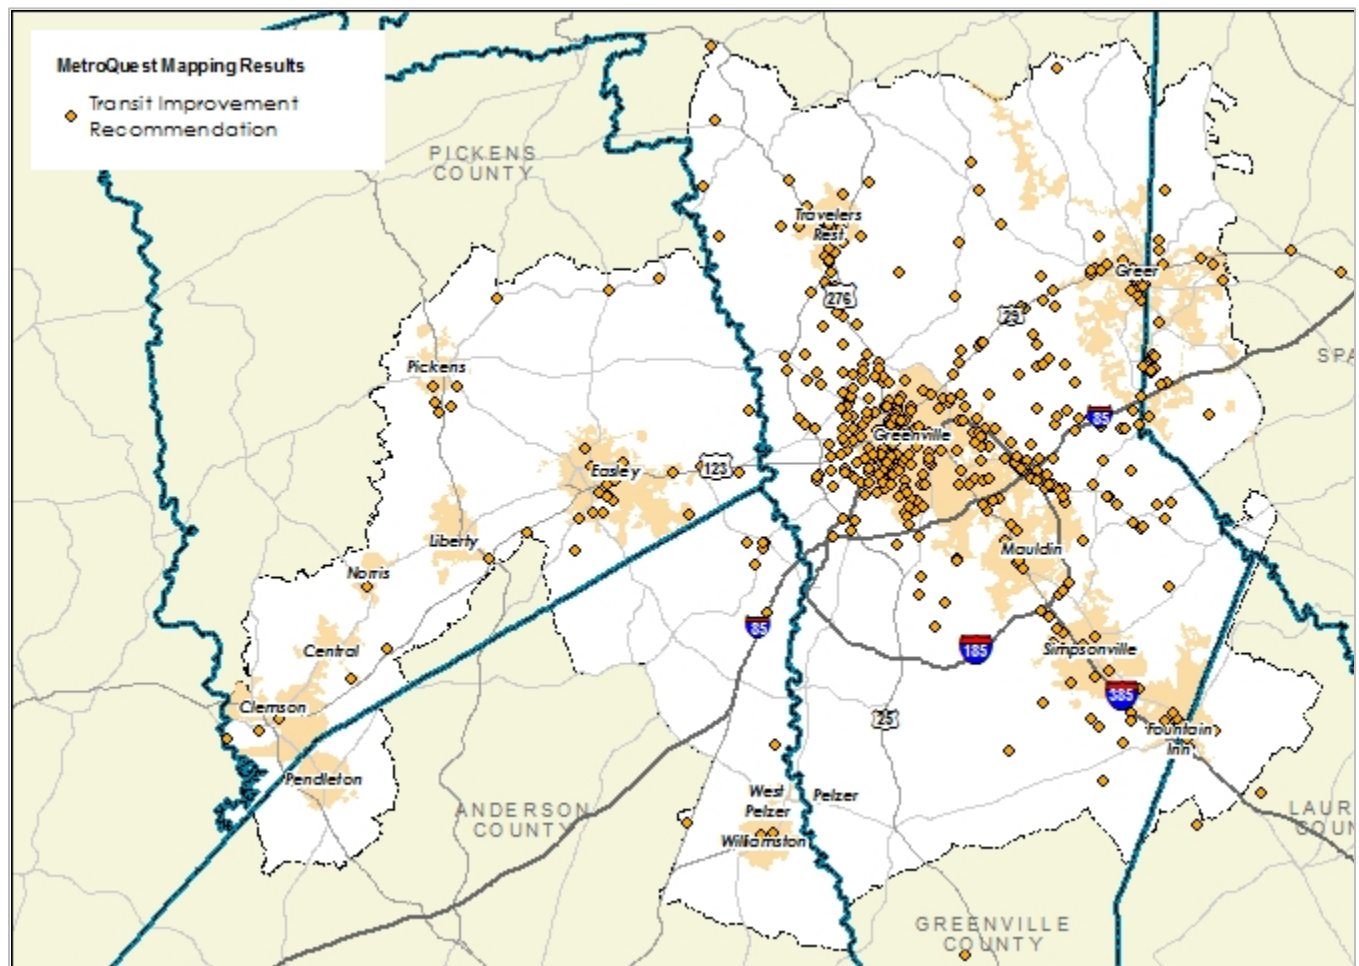 MetroQuest Mapping Results
Transit Improvement
Recommendation
PICKENS
COUNTY
Travelers
Rest
276
Greer
29
SPA
Pickens
85
Greenville
Easley
123
Liberty
Mauldin
Norris
85
185
Simpsonville
Central
385
Clemson
25
Fountain
Inn
Pendleton
West
Pelzer
Pelzer
ANDERSON
COUNTY
LAUR
COUN
Williamston
GREENVILLE
COUNTY